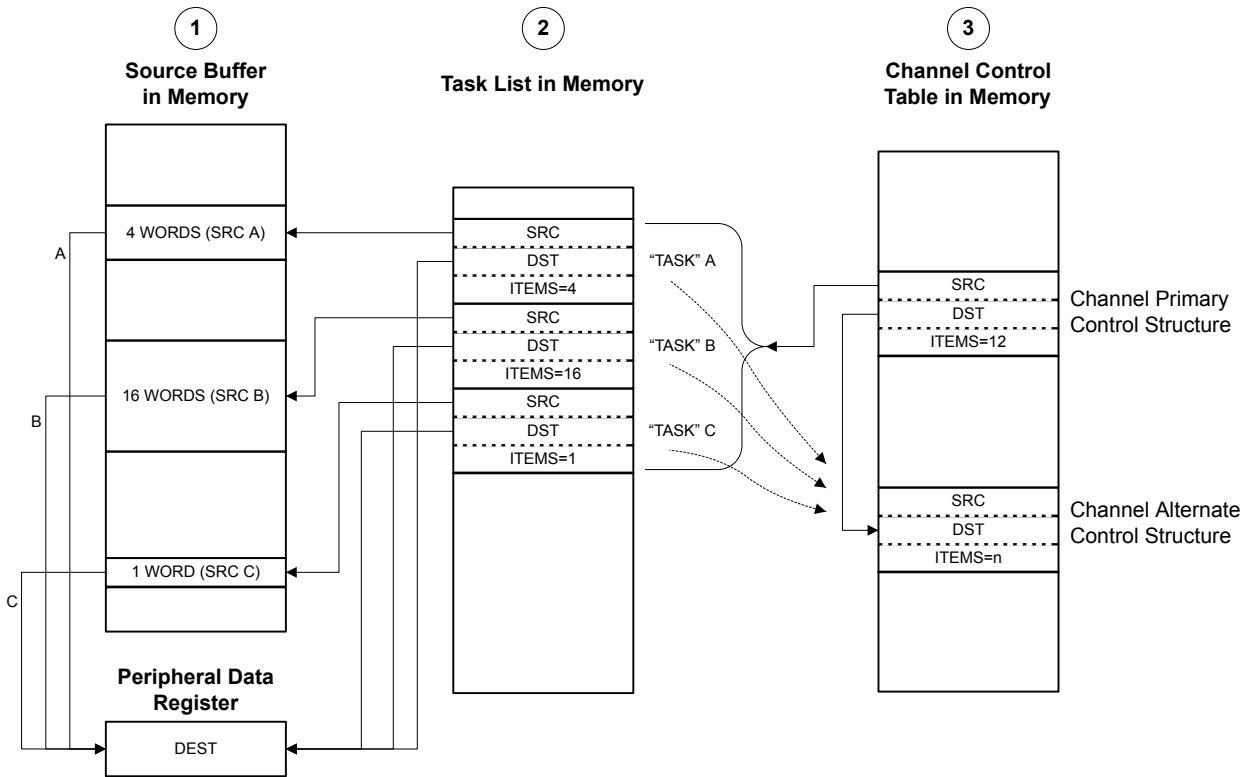 1
Source Buffer
in Memory
4 WORDS (SRC A)
16 WORDS (SRC B)
1 WORD (SRC C)
A
B
C
Peripheral Data
Register
DEST
2
Task List in Memory
SRC
DST
ITEMS=4
SRC
DST
ITEMS=16
SRC
DST
ITEMS=1
“TASK” A
“TASK” B
“TASK” C
3
Channel Control
Table in Memory
SRC
DST
ITEMS=12
Channel Primary
Control Structure
SRC
DST
ITEMS=n
Channel Alternate
Control Structure